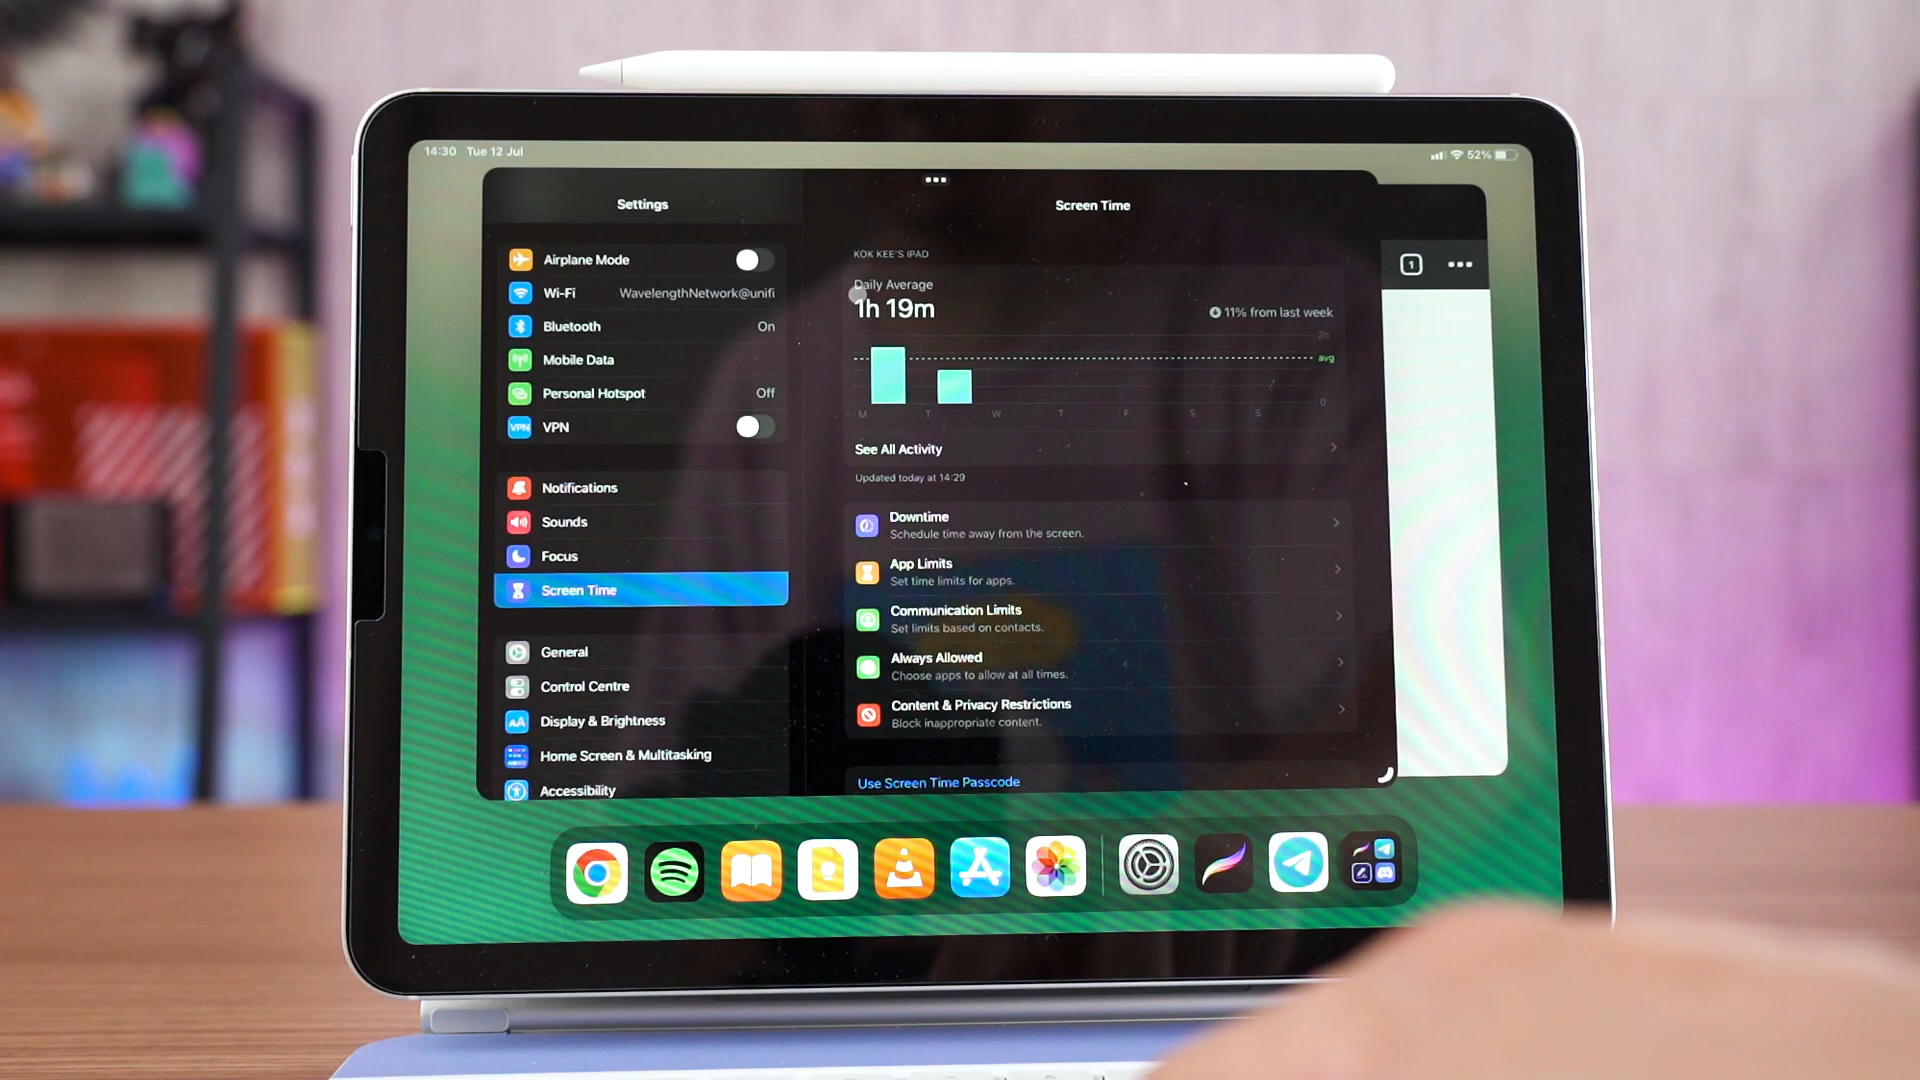 14:30 Tue 12 Jul
52%
Settings
Airplane Mode
Wi-Fi WavelengthNetwork@unifi
Bluetooth On
Mobile Data
Personal Hotspot Off
VPN VPN
Notifications
Sounds
Focus
Screen Time
General
Control Centre
AA Display & Brightness
Home Screen & Multitasking
Accessibility
Screen Time
KOK KEE'S IPAD
Daily Average
1h 19m
11% from last week
2h
avg
0
M T W T F S S
See All Activity
Updated today at 14:29
Downtime
Schedule time away from the screen.
App Limits
Set time limits for apps.
Communication Limits
Set limits based on contacts.
Always Allowed
Choose apps to allow at all times.
Content & Privacy Restrictions
Block inappropriate content.
Use Screen Time Passcode
1